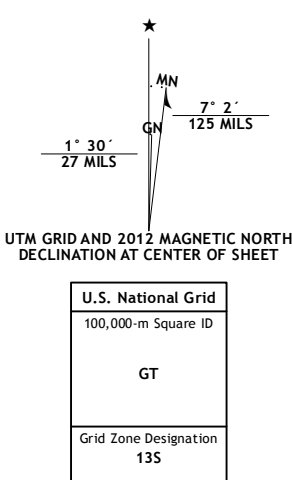 ★
MN
GN
7° 2´
125 MILS
1° 30´
27 MILS
UTM GRID AND 2012 MAGNETIC NORTH
DECLINATION AT CENTER OF SHEET
U.S. National Grid
100,000-m Square ID
GT
Grid Zone Designation
13S